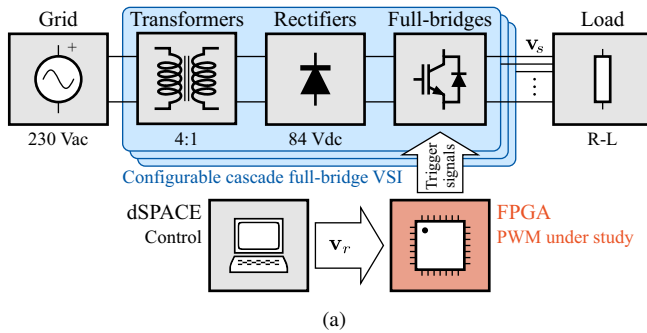 Grid Transformers Rectifiers Full-bridges Load
+
v_s
230 Vac 4:1 84 Vdc R-L
Configurable cascade full-bridge VSI
Trigger
signals
dSPACE
Control
v_r
FPGA
PWM under study
(a)